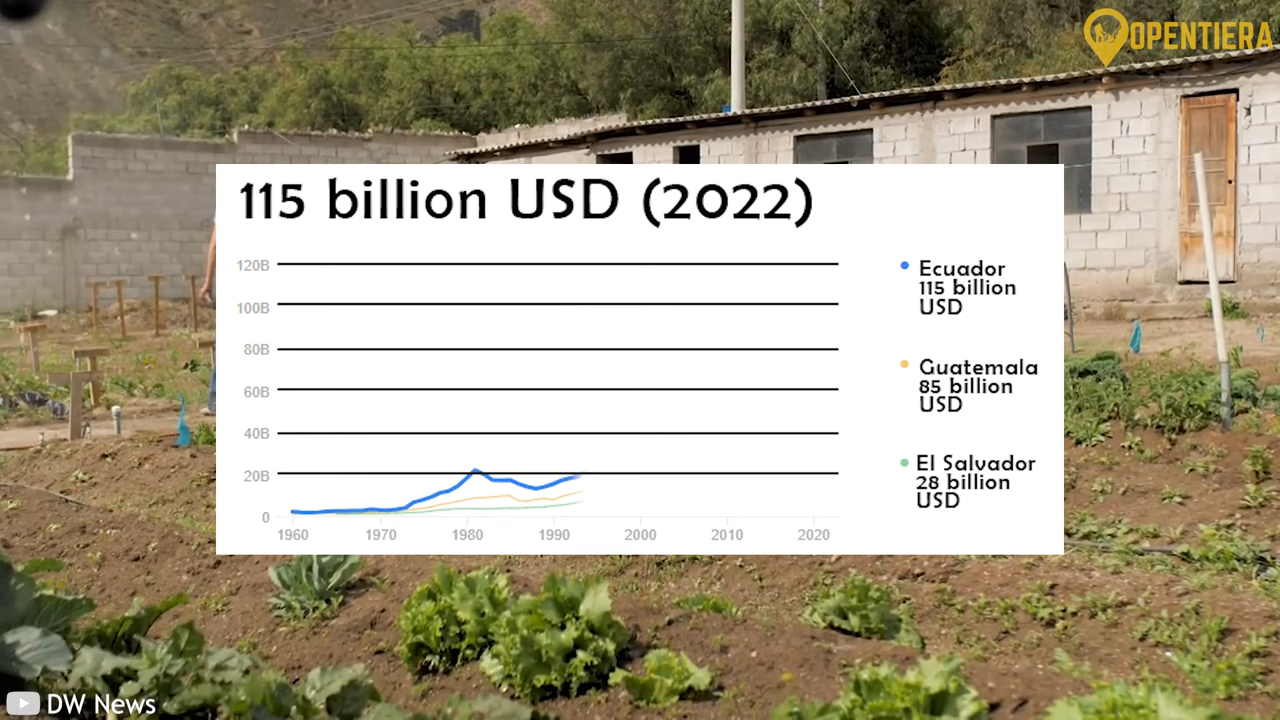 OPENTIERA
115 billion USD (2022)
120B
100B
80B
60B
40B
20B
0
1960 1970 1980 1990 2000 2010 2020
Ecuador
115 billion
USD
Guatemala
85 billion
USD
El Salvador
28 billion
USD
DW News